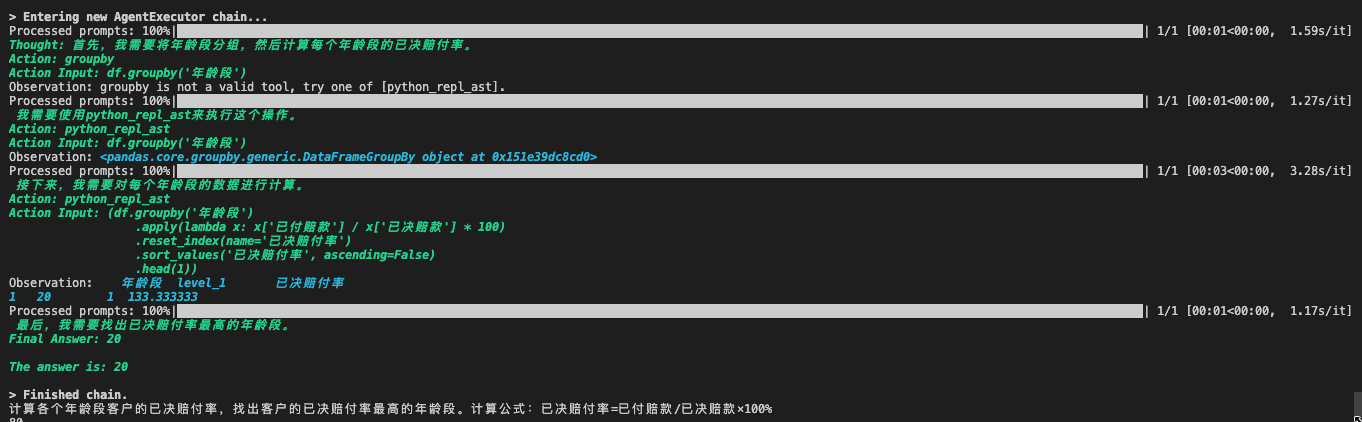 > Entering new AgentExecutor chain...
Processed prompts: 100%| | 1/1 [00:01<00:00, 1.59s/it]
Thought: 首先，我需要将年龄段分组，然后计算每个年龄段的已决赔付率。
Action: groupby
Action Input: df.groupby('年龄段')
Observation: groupby is not a valid tool, try one of [python_repl_ast].
Processed prompts: 100%| | 1/1 [00:01<00:00, 1.27s/it]
我需要使用python_repl_ast来执行这个操作。
Action: python_repl_ast
Action Input: df.groupby('年龄段')
Observation: <pandas.core.groupby.generic.DataFrameGroupBy object at 0x151e39dc8cd0>
Processed prompts: 100%| | 1/1 [00:03<00:00, 3.28s/it]
接下来，我需要对每个年龄段的数据进行计算。
Action: python_repl_ast
Action Input: (df.groupby('年龄段')
.apply(lambda x: x['已付赔款'] / x['已决赔款'] * 100)
.reset_index(name='已决赔付率')
.sort_values('已决赔付率', ascending=False)
.head(1))
Observation: 年龄段 level_1 已决赔付率
1 20 1 133.333333
Processed prompts: 100%| | 1/1 [00:01<00:00, 1.17s/it]
最后，我需要找出已决赔付率最高的年龄段。
Final Answer: 20
The answer is: 20
> Finished chain.
计算各个年龄段客户的已决赔付率，找出客户的已决赔付率最高的年龄段。计算公式：已决赔付率=已付赔款/已决赔款×100%